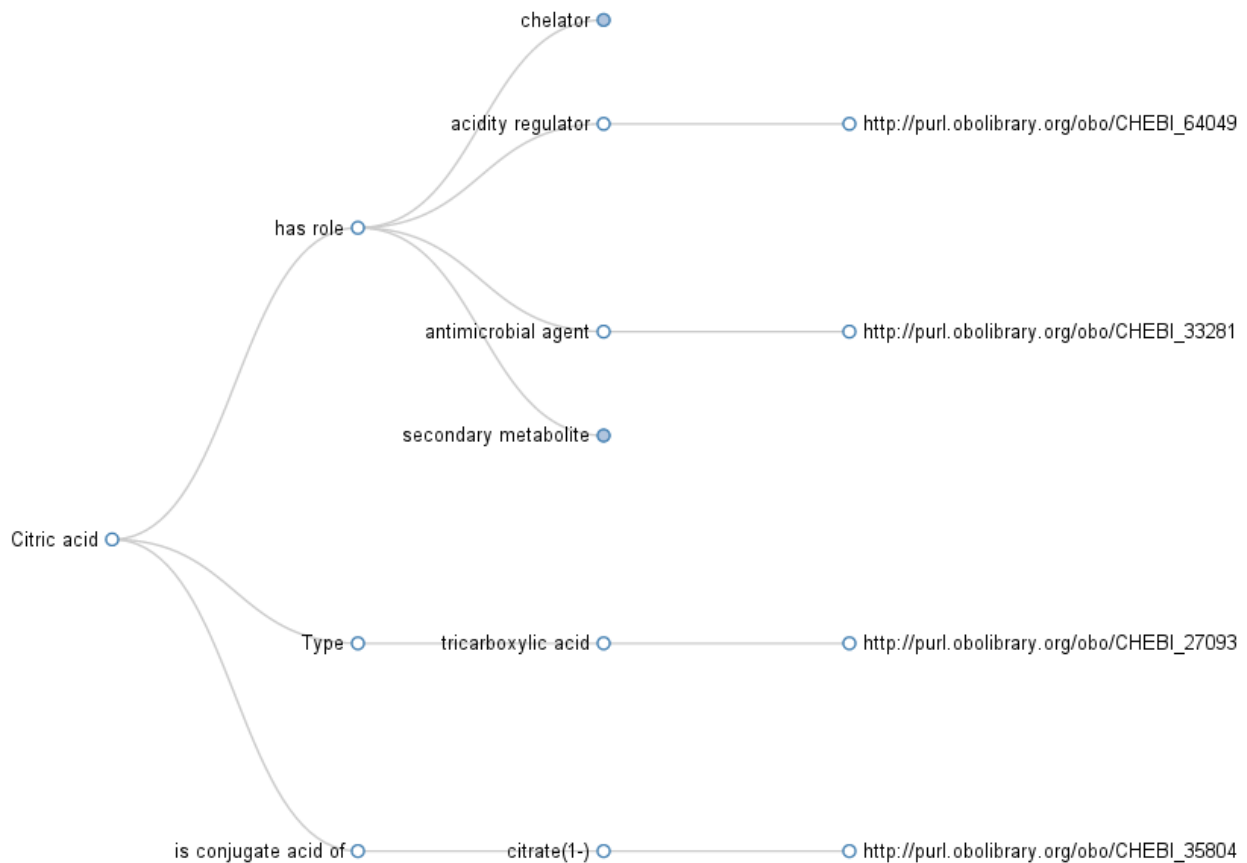 chelator
acidity regulator http://purl.obolibrary.org/obo/CHEBI_64049
has role
antimicrobial agent http://purl.obolibrary.org/obo/CHEBI_33281
secondary metabolite
Citric acid
Type tricarboxylic acid http://purl.obolibrary.org/obo/CHEBI_27093
is conjugate acid of citrate(1-) http://purl.obolibrary.org/obo/CHEBI_35804